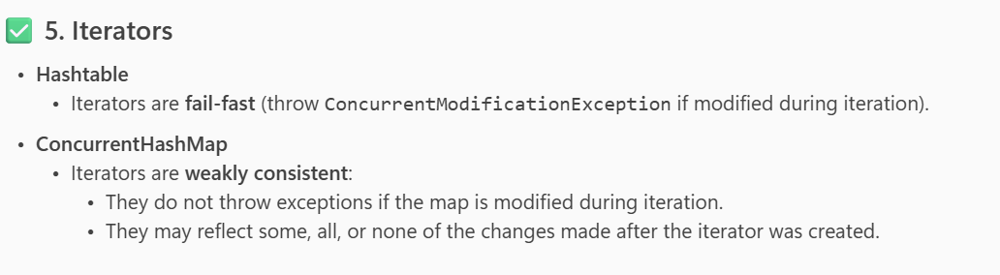 ✅ 5. Iterators
• Hashtable
• Iterators are fail-fast (throw ConcurrentModificationException if modified during iteration).
• ConcurrentHashMap
• Iterators are weakly consistent:
• They do not throw exceptions if the map is modified during iteration.
• They may reflect some, all, or none of the changes made after the iterator was created.